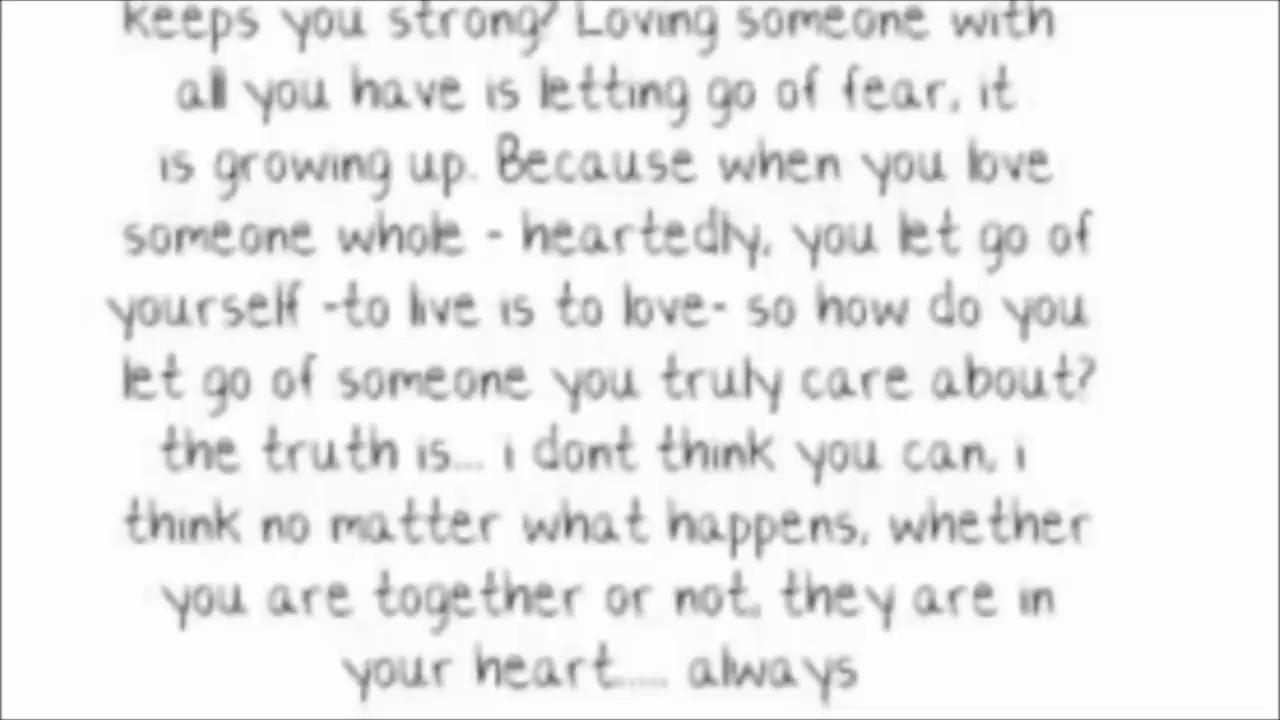 keeps you strong? Loving someone with
all you have is letting go of fear, it
is growing up. Because when you love
someone whole - heartedly, you let go of
yourself -to live is to love- so how do you
let go of someone you truly care about?
the truth is... i dont think you can, i
think no matter what happens, whether
you are together or not, they are in
your heart..... always